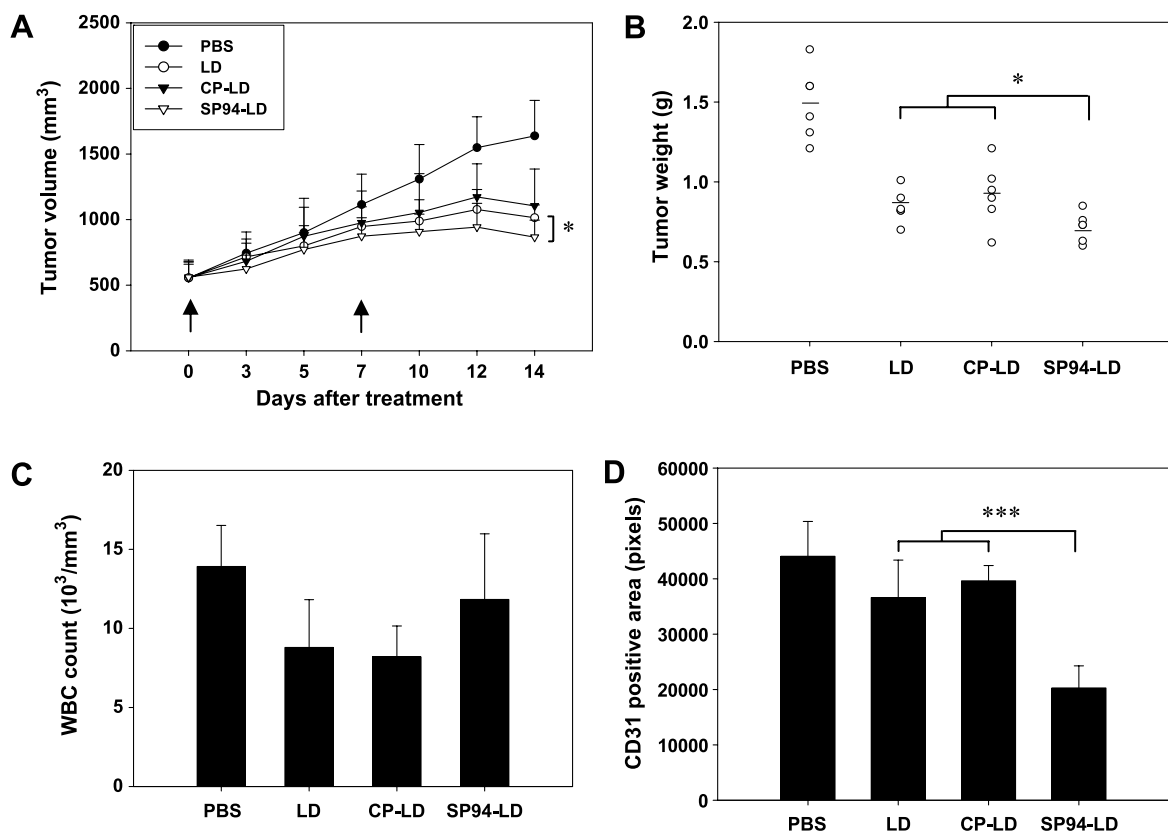 A
Tumor volume (mm³)
2500
2000
1500
1000
500
0
PBS
LD
CP-LD
SP94-LD
*
0 3 5 7 10 12 14
Days after treatment
B
Tumor weight (g)
2.0
1.5
1.0
0.5
0.0
*
PBS LD CP-LD SP94-LD
C
WBC count (10³/mm³)
20
15
10
5
0
PBS LD CP-LD SP94-LD
D
CD31 positive area (pixels)
60000
50000
40000
30000
20000
10000
0
***
PBS LD CP-LD SP94-LD